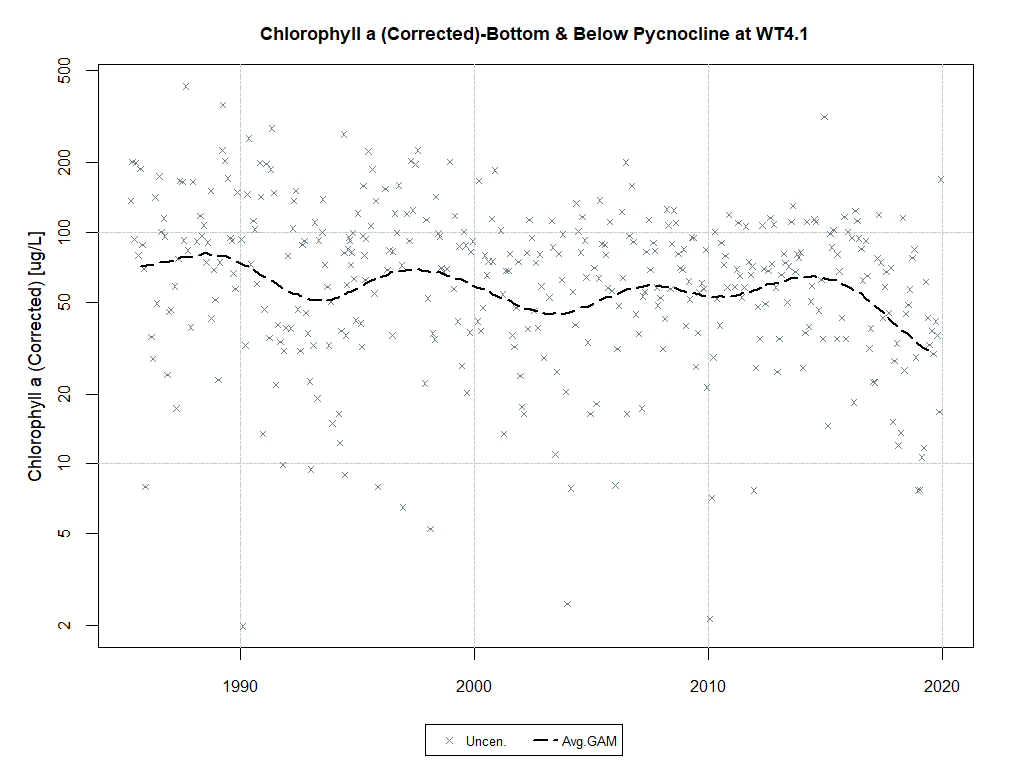 Chlorophyll a (Corrected)-Bottom & Below Pycnocline at WT4.1
Chlorophyll a (Corrected) [ug/L]
500
200
100
50
20
10
5
2
1990 2000 2010 2020
Uncen. Avg.GAM